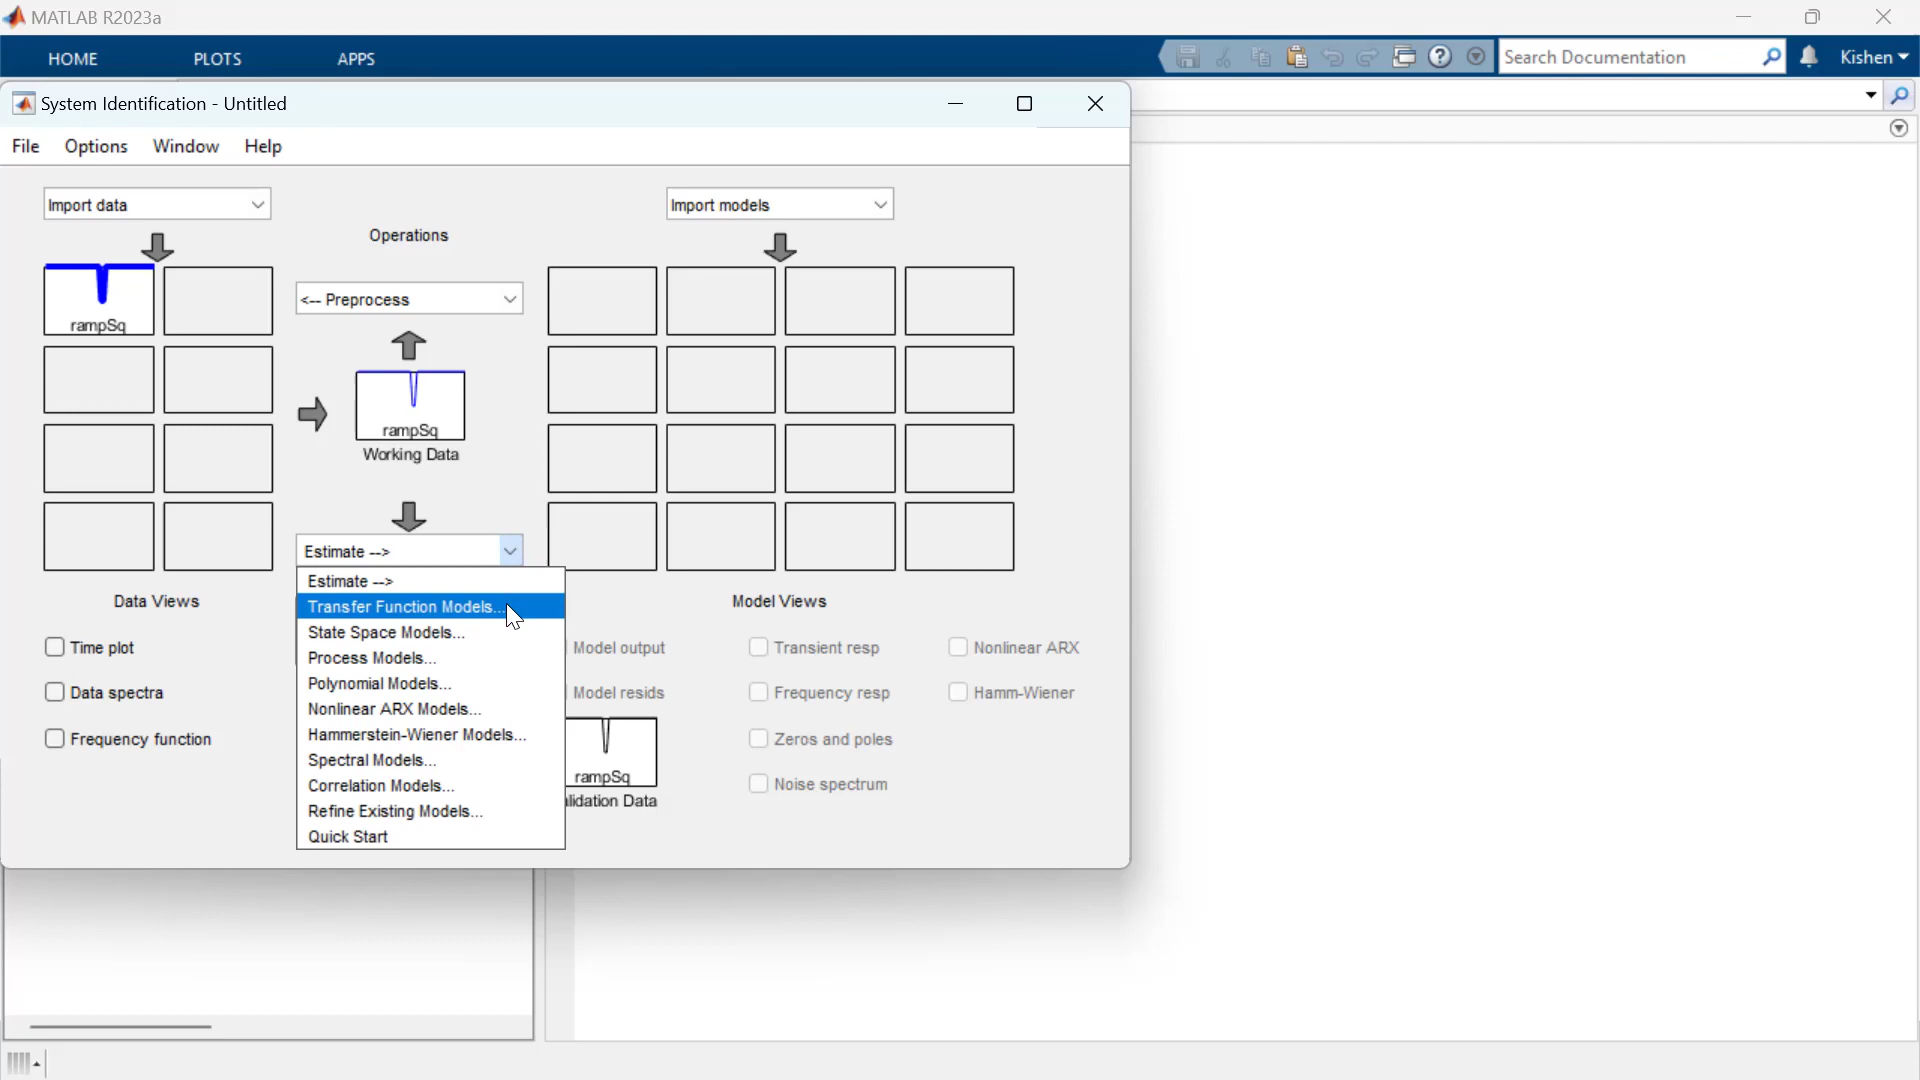 MATLAB R2023a
HOME
PLOTS
APPS
Search Documentation
Kishen
System Identification - Untitled
File
Options
Window
Help
Import data
Import models
Operations
<-- Preprocess
rampSq
rampSq
Working Data
Estimate -->
Estimate -->
Transfer Function Models...
State Space Models...
Process Models...
Polynomial Models...
Nonlinear ARX Models...
Hammerstein-Wiener Models...
Spectral Models...
Correlation Models...
Refine Existing Models...
Quick Start
Data Views
Time plot
Data spectra
Frequency function
Model Views
Model output
Transient resp
Nonlinear ARX
Model resids
Frequency resp
Hamm-Wiener
Zeros and poles
rampSq
Noise spectrum
lidation Data